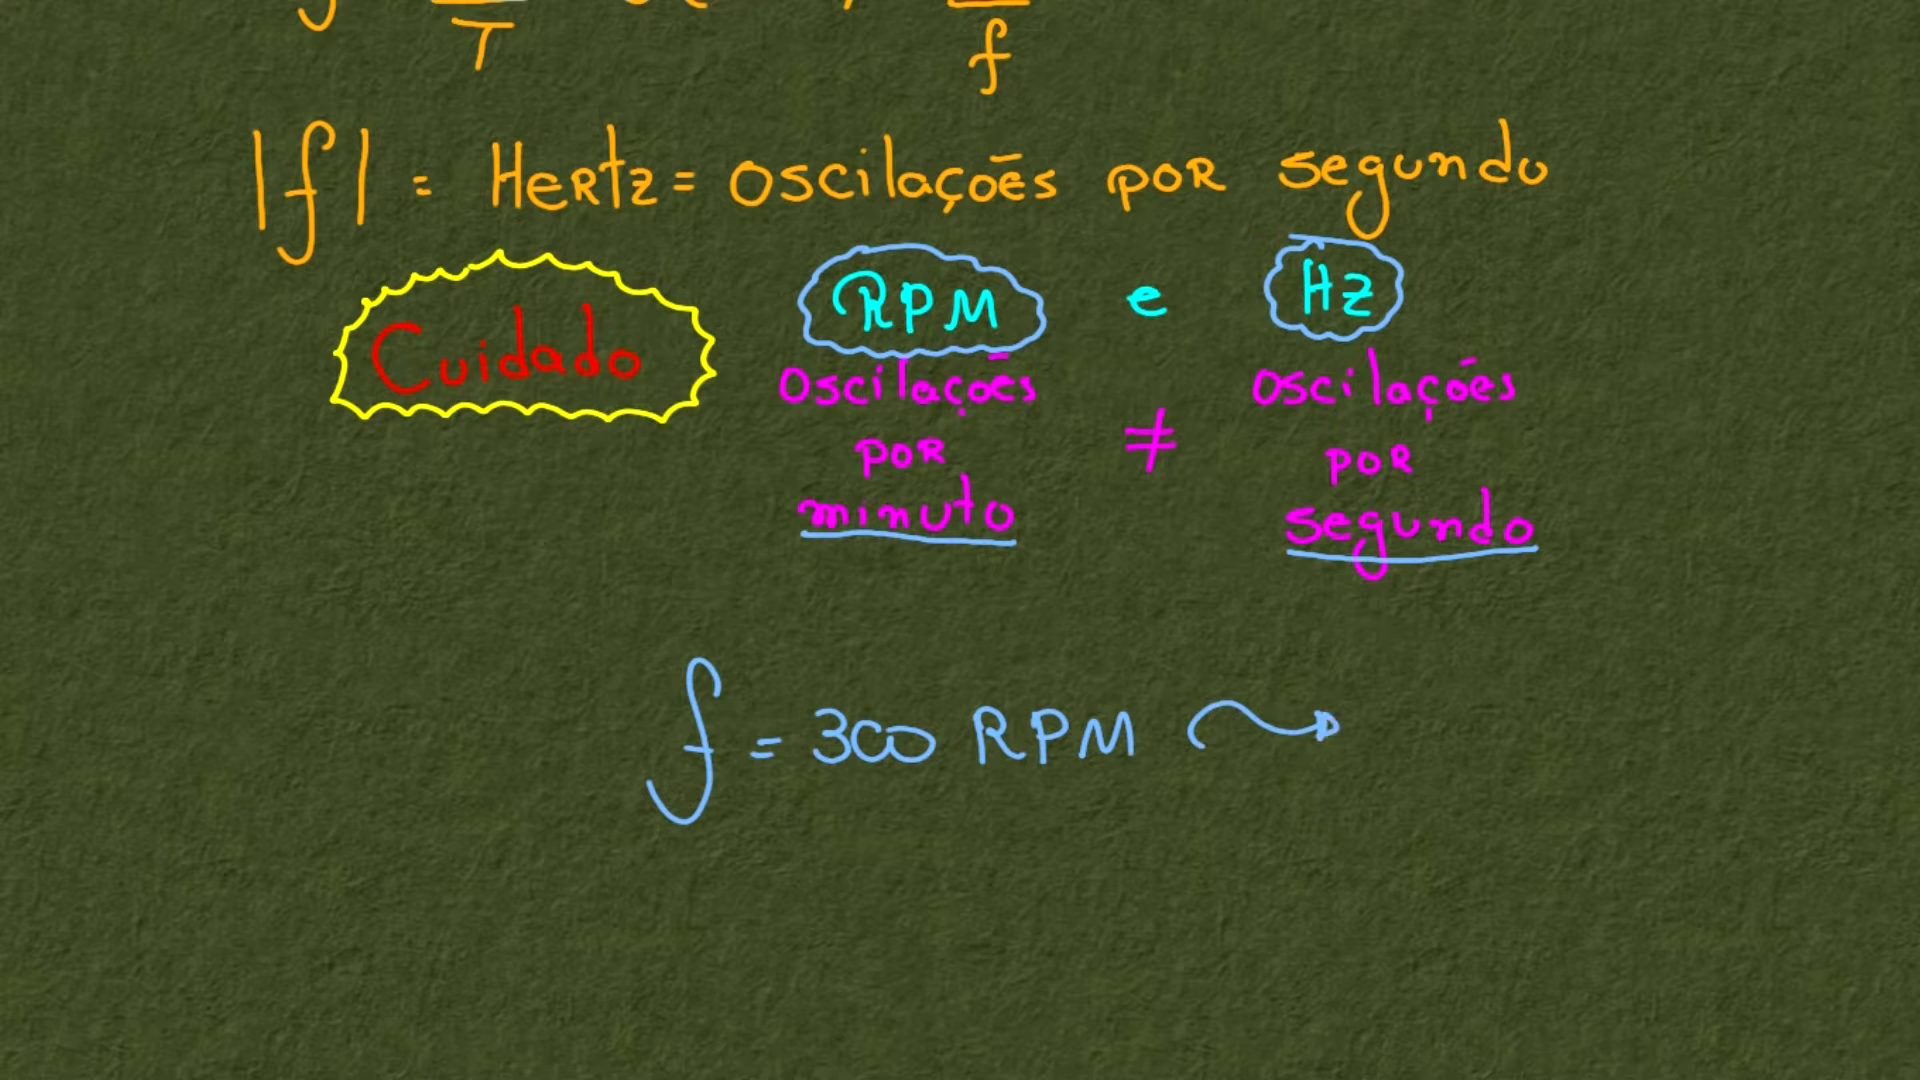 T f
|f| = Hertz = oscilações por segundo
Cuidado RPM e Hz
oscilações ≠ oscilações
por por
minuto segundo
f = 300 RPM